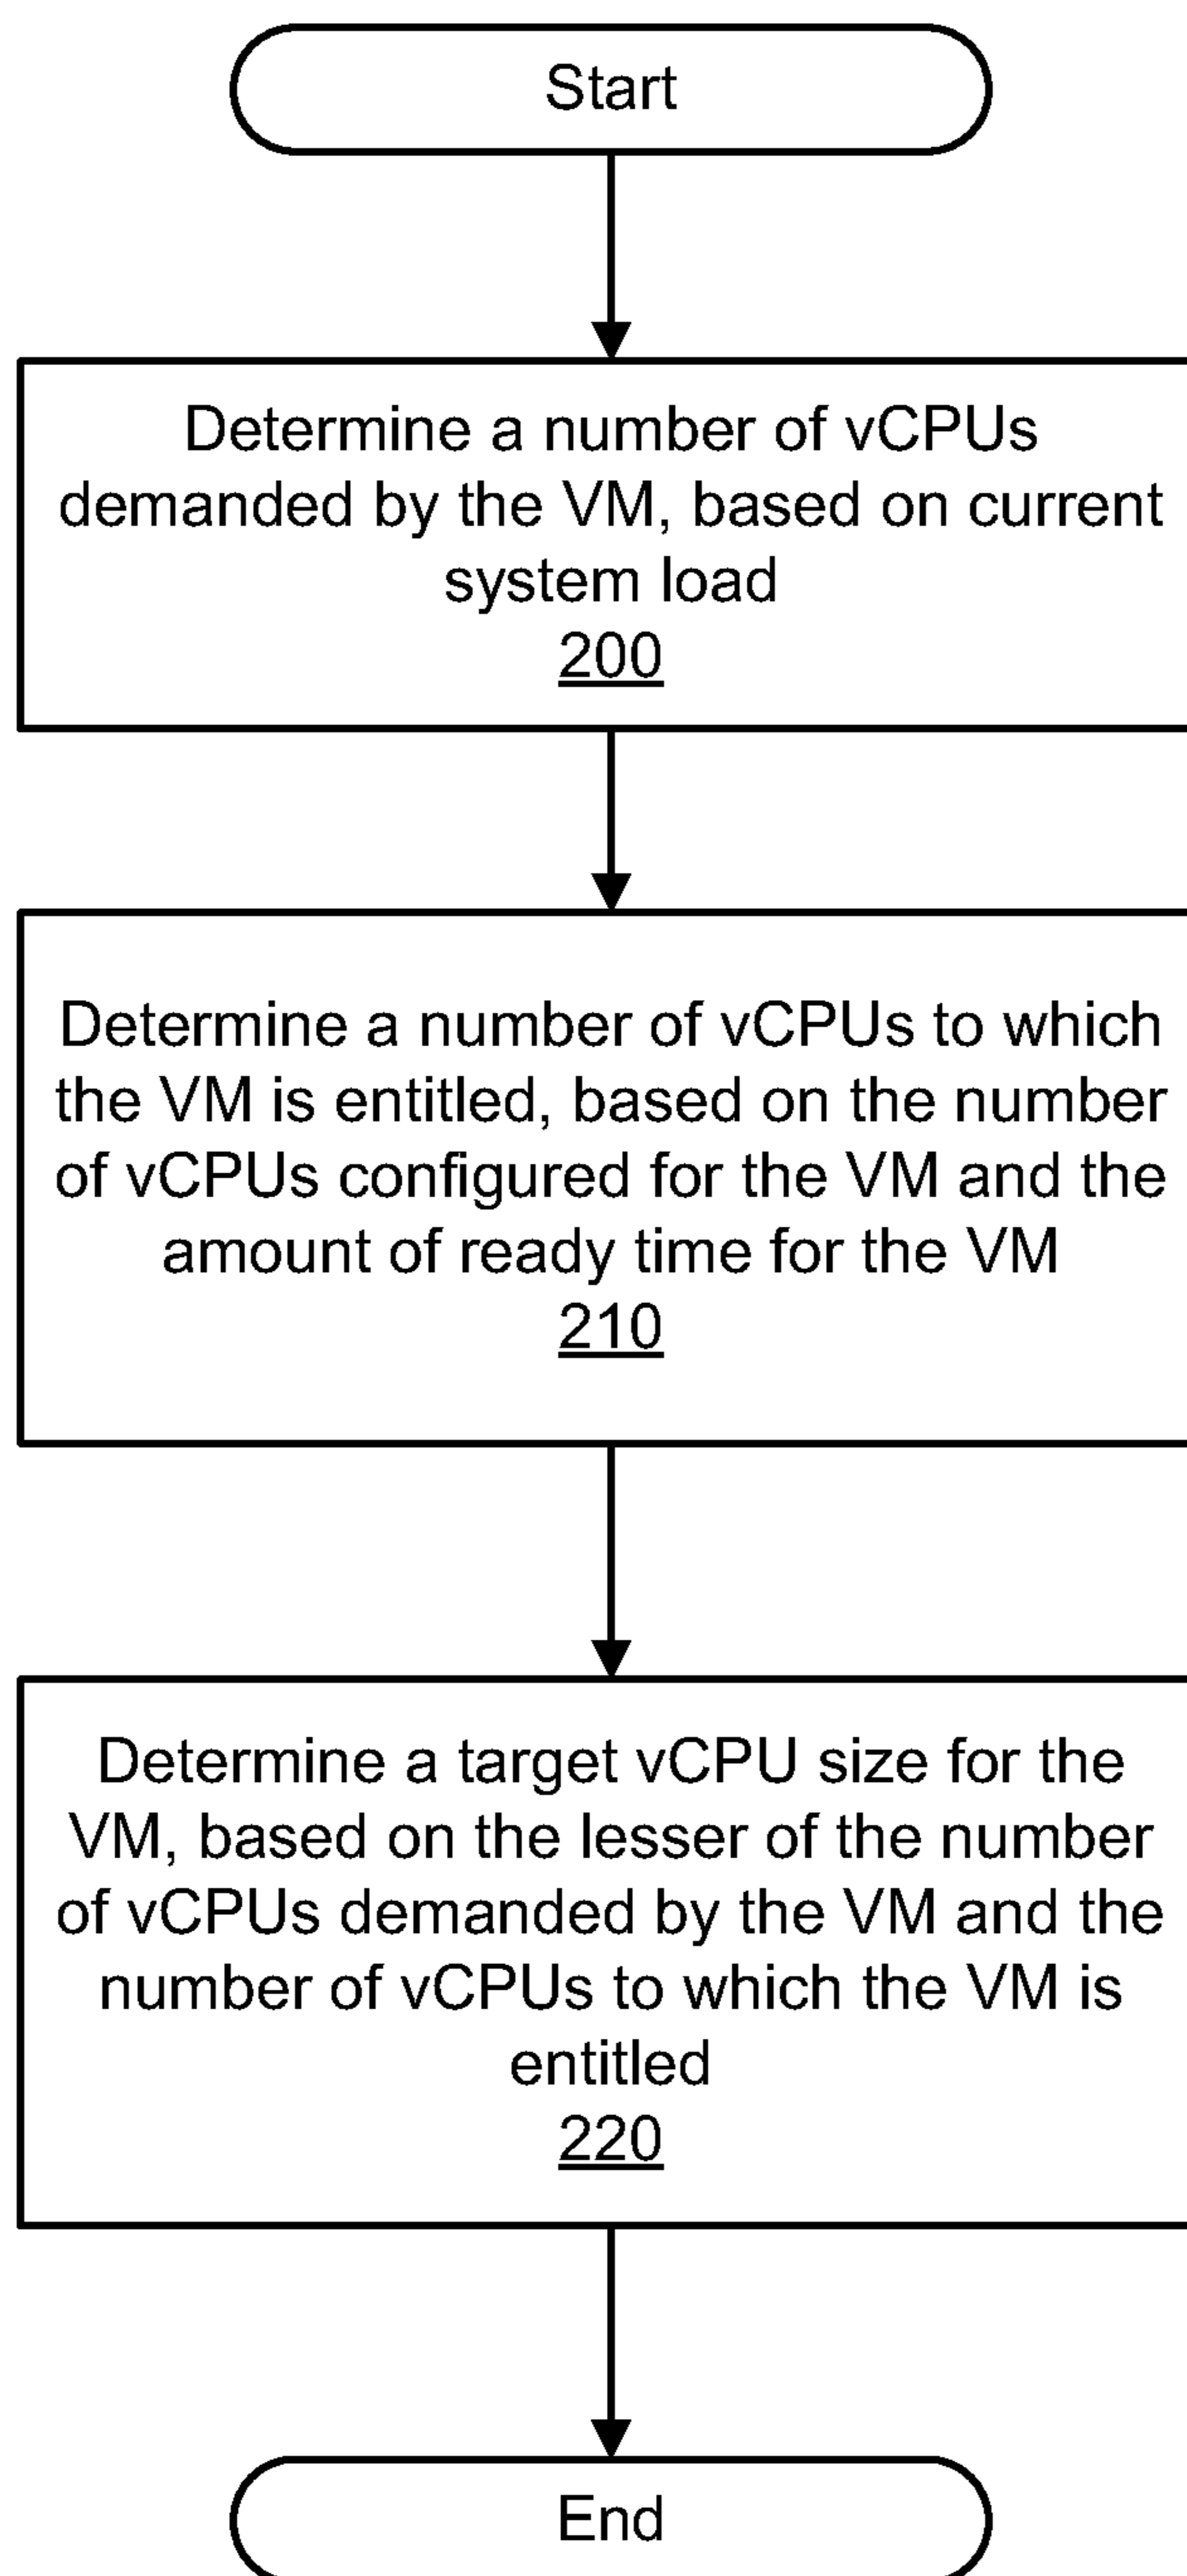 Start
Determine a number of vCPUs
demanded by the VM, based on current
system load
200
Determine a number of vCPUs to which
the VM is entitled, based on the number
of vCPUs configured for the VM and the
amount of ready time for the VM
210
Determine a target vCPU size for the
VM, based on the lesser of the number
of vCPUs demanded by the VM and the
number of vCPUs to which the VM is
entitled
220
End